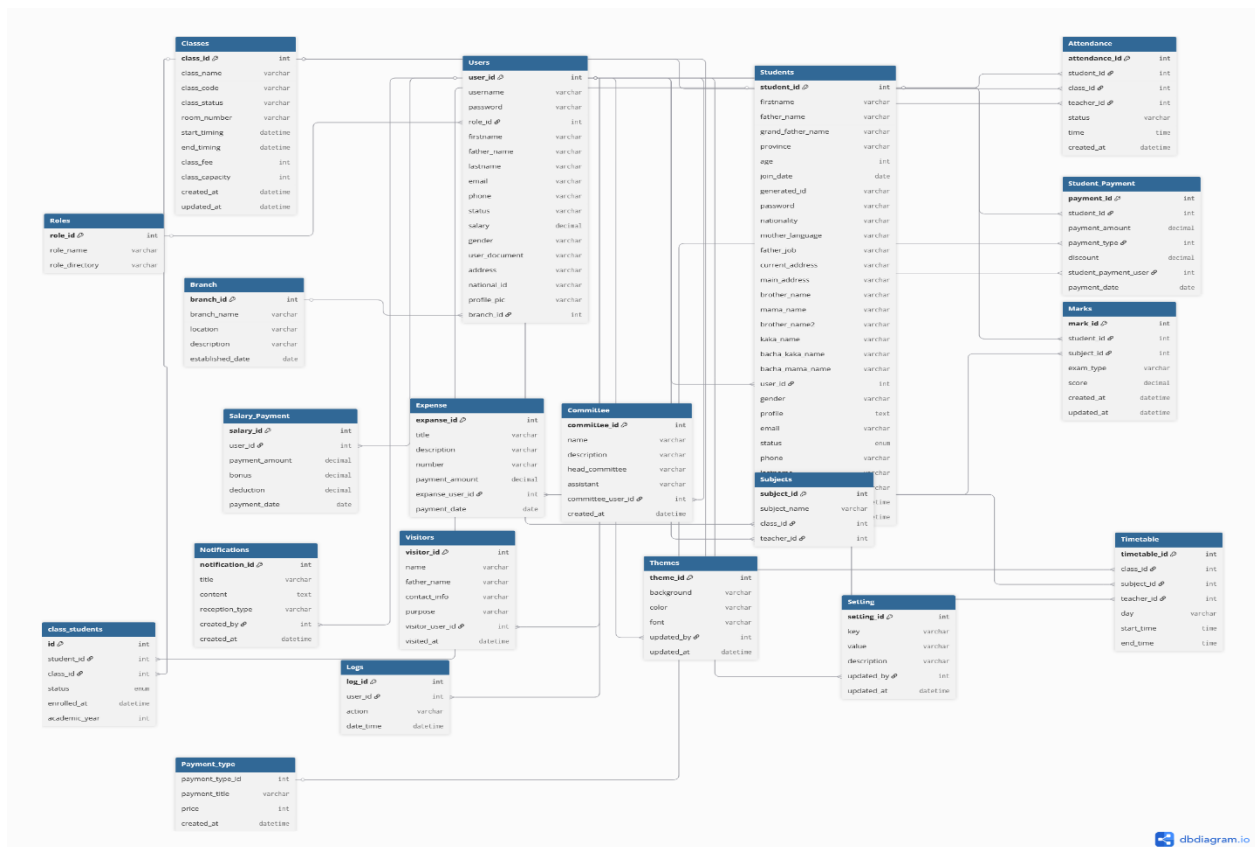 Classes
class_id int
class_name varchar
class_code varchar
class_status varchar
room_number varchar
start_timing datetime
end_timing datetime
class_fee int
class_capacity int
created_at datetime
updated_at datetime
Users
user_id int
username varchar
password varchar
role_id int
firstname varchar
father_name varchar
lastname varchar
email varchar
phone varchar
status varchar
salary decimal
gender varchar
user_document varchar
address varchar
national_id varchar
profile_pic varchar
branch_id int
Students
student_id int
firstname varchar
father_name varchar
grand_father_name varchar
province varchar
age int
join_date date
generated_id varchar
password varchar
nationality varchar
mother_language varchar
father_job varchar
current_address varchar
main_address varchar
brother_name varchar
mama_name varchar
brother_name2 varchar
kaka_name varchar
bacha_kaka_name varchar
bacha_mama_name varchar
user_id int
gender varchar
profile text
email varchar
status enum
phone varchar
Attendance
attendance_id int
student_id int
class_id int
teacher_id int
status varchar
time time
created_at datetime
Student_Payment
payment_id int
student_id int
payment_amount decimal
payment_type int
discount decimal
student_payment_user int
payment_date date
Marks
mark_id int
student_id int
subject_id int
exam_type varchar
score decimal
created_at datetime
updated_at datetime
Roles
role_id int
role_name varchar
role_directory varchar
Branch
branch_id int
branch_name varchar
location varchar
description varchar
established_date date
Salary_Payment
salary_id int
user_id int
payment_amount decimal
bonus decimal
deduction decimal
payment_date date
Expense
expanse_id int
title varchar
description varchar
number varchar
payment_amount decimal
expanse_user_id int
payment_date date
Committee
committee_id int
name varchar
description varchar
head_committee varchar
assistant varchar
committee_user_id int
created_at datetime
Subjects
subject_id int
subject_name varchar
class_id int
teacher_id int
Notifications
notification_id int
title varchar
content text
reception_type varchar
created_by int
created_at datetime
Visitors
visitor_id int
name varchar
father_name varchar
contact_info varchar
purpose varchar
visitor_user_id int
visited_at datetime
Themes
theme_id int
background varchar
color varchar
font varchar
updated_by int
updated_at datetime
Setting
setting_id int
key varchar
value varchar
description varchar
updated_by int
updated_at datetime
Timetable
timetable_id int
class_id int
subject_id int
teacher_id int
day varchar
start_time time
end_time time
class_students
id int
student_id int
class_id int
status enum
enrolled_at datetime
academic_year int
Logs
log_id int
user_id int
action varchar
date_time datetime
Payment_type
payment_type_id int
payment_title varchar
price int
created_at datetime
dbdiagram.io